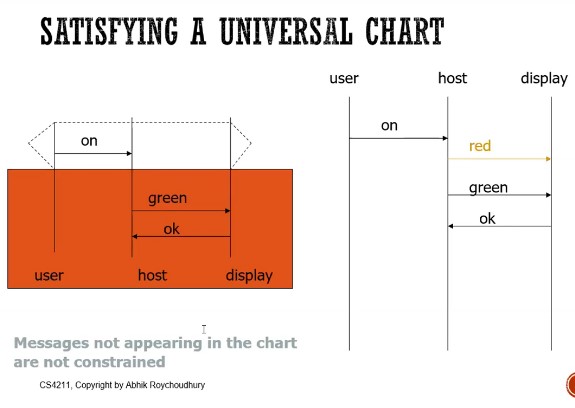 SATISFYING A UNIVERSAL CHART
user host display
on
red
green
ok
on
green
ok
user host display
Messages not appearing in the chart
are not constrained
CS4211, Copyright by Abhik Roychoudhury